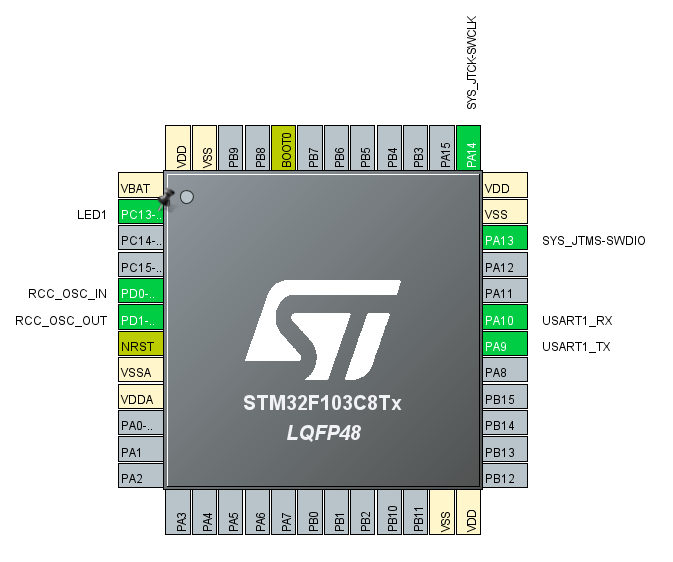 SYS_JTCK-SWCLK
VDD
VSS
PB9
PB8
BOOT0
PB7
PB6
PB5
PB4
PB3
PA15
PA14
VBAT
LED1
PC13-..
PC14-..
PC15-..
RCC_OSC_IN
PD0-..
RCC_OSC_OUT
PD1-..
NRST
VSSA
VDDA
PA0-..
PA1
PA2
VDD
VSS
PA13
SYS_JTMS-SWDIO
PA12
PA11
PA10
USART1_RX
PA9
USART1_TX
PA8
PB15
PB14
PB13
PB12
ST
STM32F103C8Tx
LQFP48
PA3
PA4
PA5
PA6
PA7
PB0
PB1
PB2
PB10
PB11
VSS
VDD